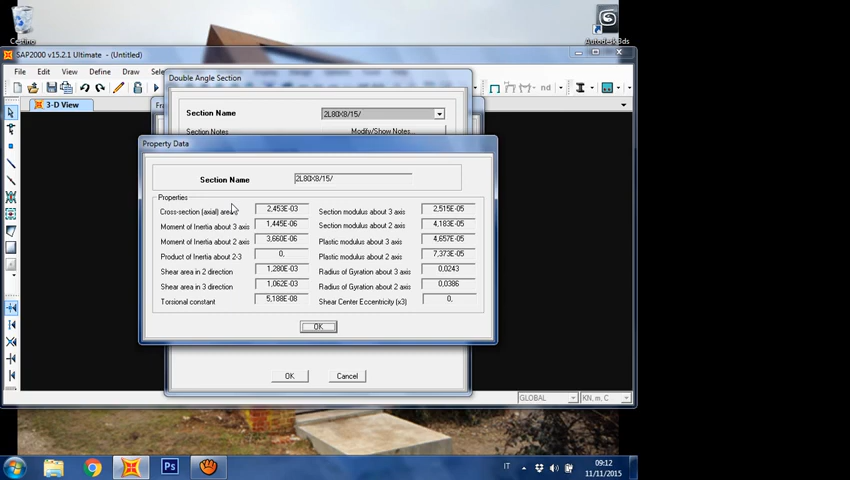 Cestino
Autodesk 3ds
SAP2000 v15.2.1 Ultimate - (Untitled)
File Edit View Define Draw Sel
Double Angle Section
nd
3-D View
Fra
Section Name 2L80X8/15/
Section Notes Modify/Show Notes...
Property Data
Section Name 2L80X8/15/
Properties
Cross-section (axial) area 2,453E-03 Section modulus about 3 axis 2,515E-05
Moment of Inertia about 3 axis 1,445E-06 Section modulus about 2 axis 4,183E-05
Moment of Inertia about 2 axis 3,660E-06 Plastic modulus about 3 axis 4,657E-05
Product of Inertia about 2-3 0, Plastic modulus about 2 axis 7,373E-05
Shear area in 2 direction 1,280E-03 Radius of Gyration about 3 axis 0,0243
Shear area in 3 direction 1,062E-03 Radius of Gyration about 2 axis 0,0386
Torsional constant 5,188E-08 Shear Center Eccentricity (x3) 0,
OK
OK Cancel
GLOBAL KN, m, C
Ps
IT
09:12
11/11/2015